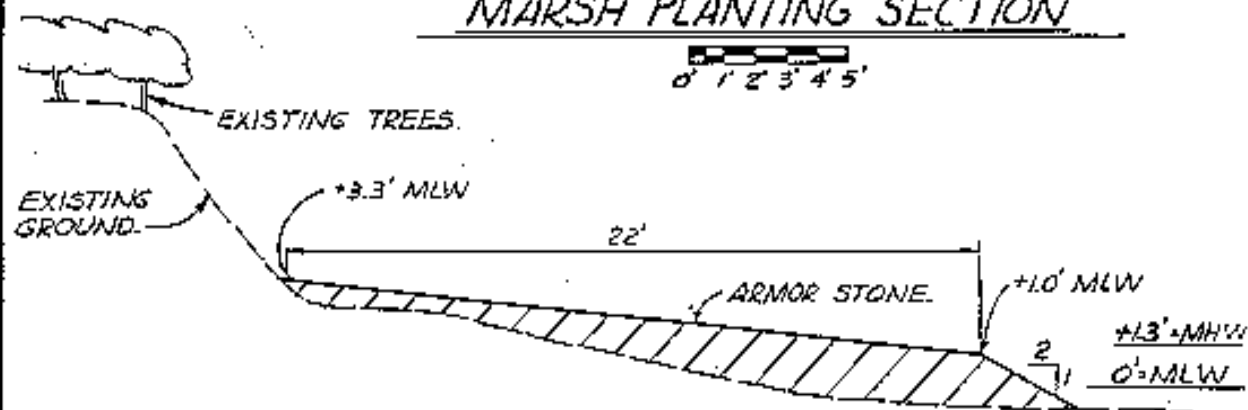 MARSH PLANTING SECTION
0' 1' 2' 3' 4' 5'
EXISTING TREES.
+3.3' MLW
EXISTING
GROUND.
22'
ARMOR STONE.
+1.0' MLW
2
1
+1.3'=MHW
0'=MLW